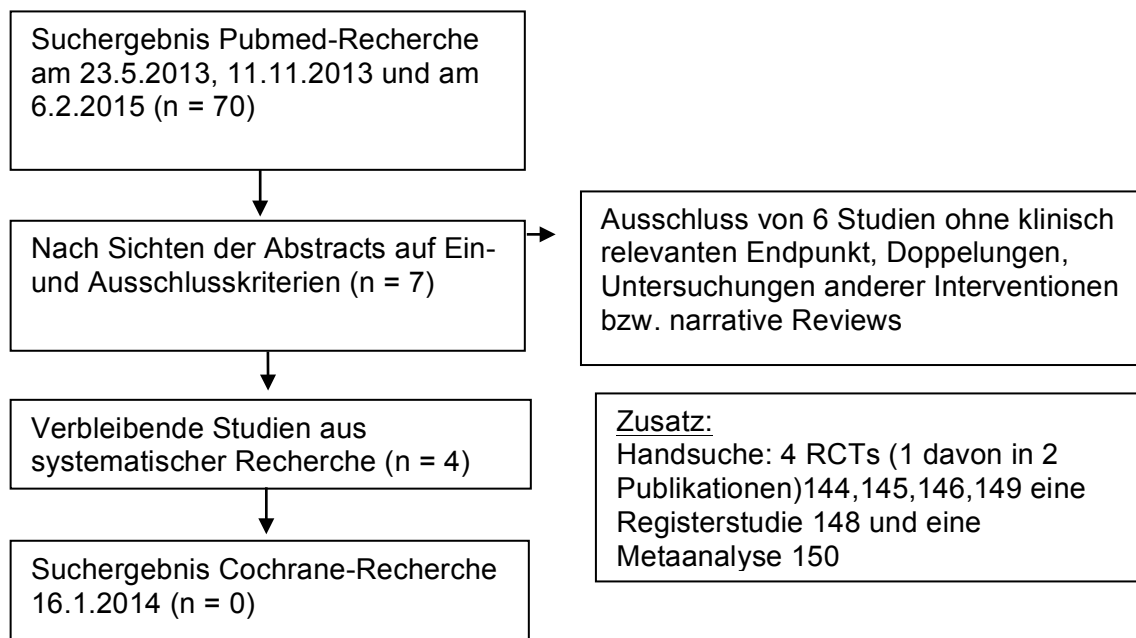 Suchergebnis Pubmed-Recherche
am 23.5.2013, 11.11.2013 und am
6.2.2015 (n = 70)
Nach Sichten der Abstracts auf Ein-
und Ausschlusskriterien (n = 7)
Ausschluss von 6 Studien ohne klinisch
relevanten Endpunkt, Doppelungen,
Untersuchungen anderer Interventionen
bzw. narrative Reviews
Verbleibende Studien aus
systematischer Recherche (n = 4)
Zusatz:
Handsuche: 4 RCTs (1 davon in 2
Publikationen)144,145,146,149 eine
Registerstudie 148 und eine
Metaanalyse 150
Suchergebnis Cochrane-Recherche
16.1.2014 (n = 0)